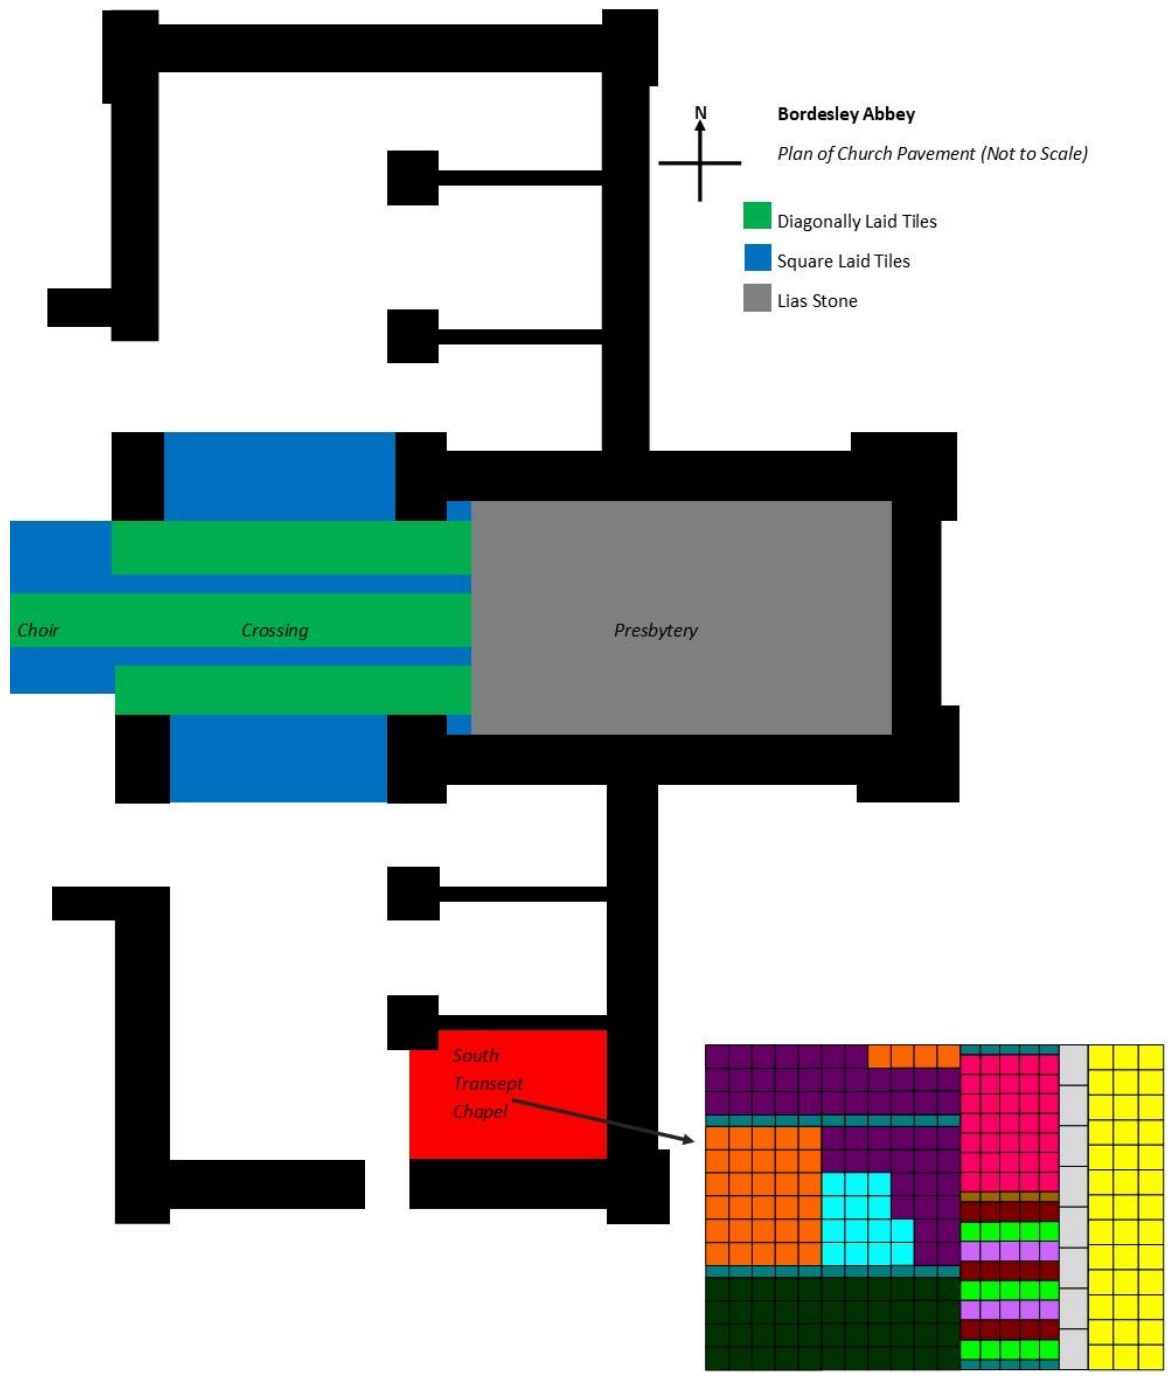 N
Bordesley Abbey
Plan of Church Pavement (Not to Scale)
Diagonally Laid Tiles
Square Laid Tiles
Lias Stone
Choir
Crossing
Presbytery
South
Transept
Chapel